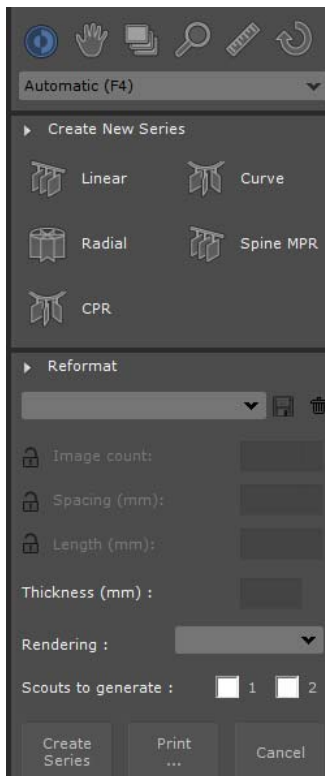 Automatic (F4)
Create New Series
Linear
Curve
Radial
Spine MPR
CPR
Reformat
Image count:
Spacing (mm):
Length (mm):
Thickness (mm) :
Rendering :
Scouts to generate : 1 2
Create
Series
Print
...
Cancel